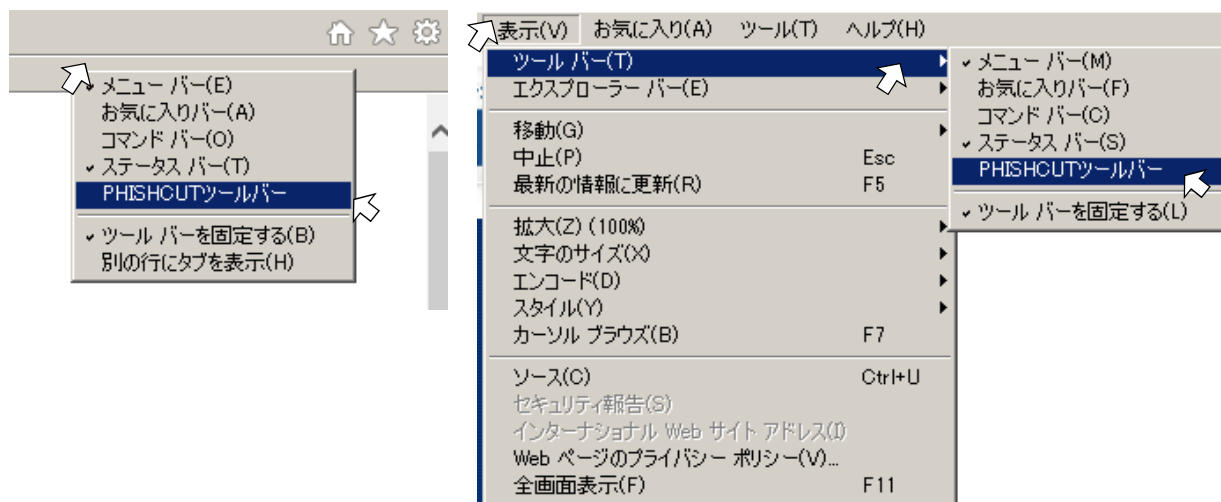 メニュー バー(E)
お気に入りバー(A)
コマンド バー(O)
ステータス バー(T)
PHISHCUTツールバー
ツール バーを固定する(B)
別の行にタブを表示(H)
表示(V) お気に入り(A) ツール(T) ヘルプ(H)
ツール バー(T)
エクスプローラー バー(E)
移動(G)
中止(P) Esc
最新の情報に更新(R) F5
拡大(Z) (100%)
文字のサイズ(X)
エンコード(D)
スタイル(Y)
カーソル ブラウズ(B) F7
ソース(C) Ctrl+U
セキュリティ報告(S)
インターナショナル Web サイト アドレス(I)
Web ページのプライバシー ポリシー(V)...
全画面表示(F) F11
メニュー バー(M)
お気に入りバー(F)
コマンド バー(C)
ステータス バー(S)
PHISHCUTツールバー
ツール バーを固定する(L)